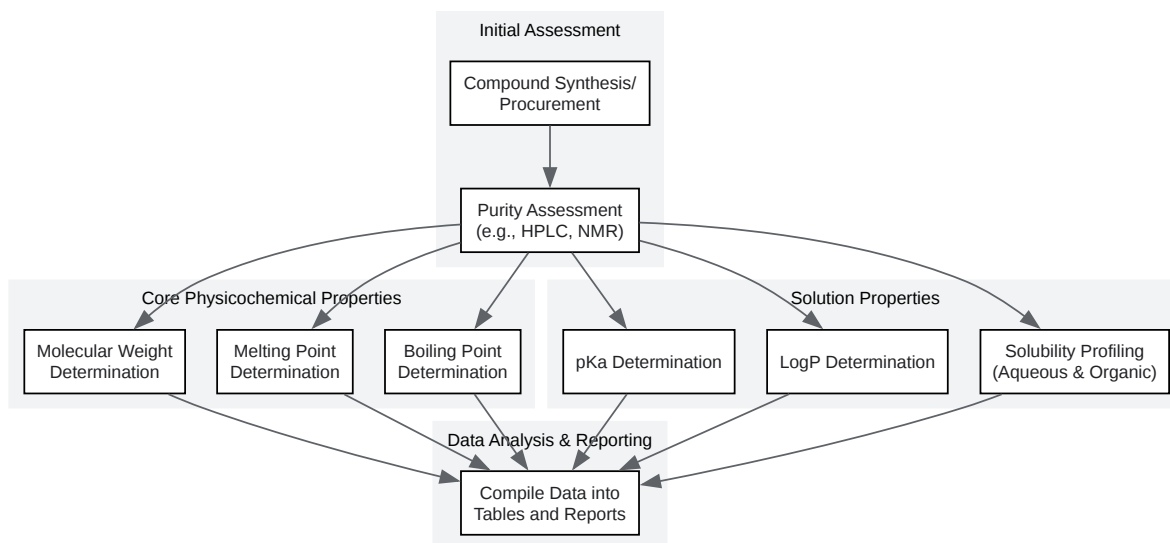 Initial Assessment
Compound Synthesis/
Procurement
Purity Assessment
(e.g., HPLC, NMR)
Core Physicochemical Properties
Solution Properties
Molecular Weight
Determination
Melting Point
Determination
Boiling Point
Determination
pKa Determination
LogP Determination
Solubility Profiling
(Aqueous & Organic)
Data Analysis & Reporting
Compile Data into
Tables and Reports